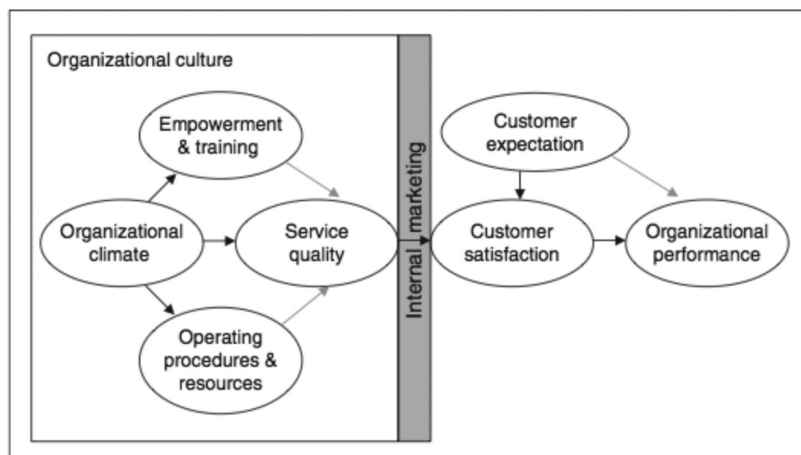 Organizational culture
Empowerment
& training
Organizational
climate
Service
quality
Operating
procedures &
resources
Internal marketing
Customer
expectation
Customer
satisfaction
Organizational
performance